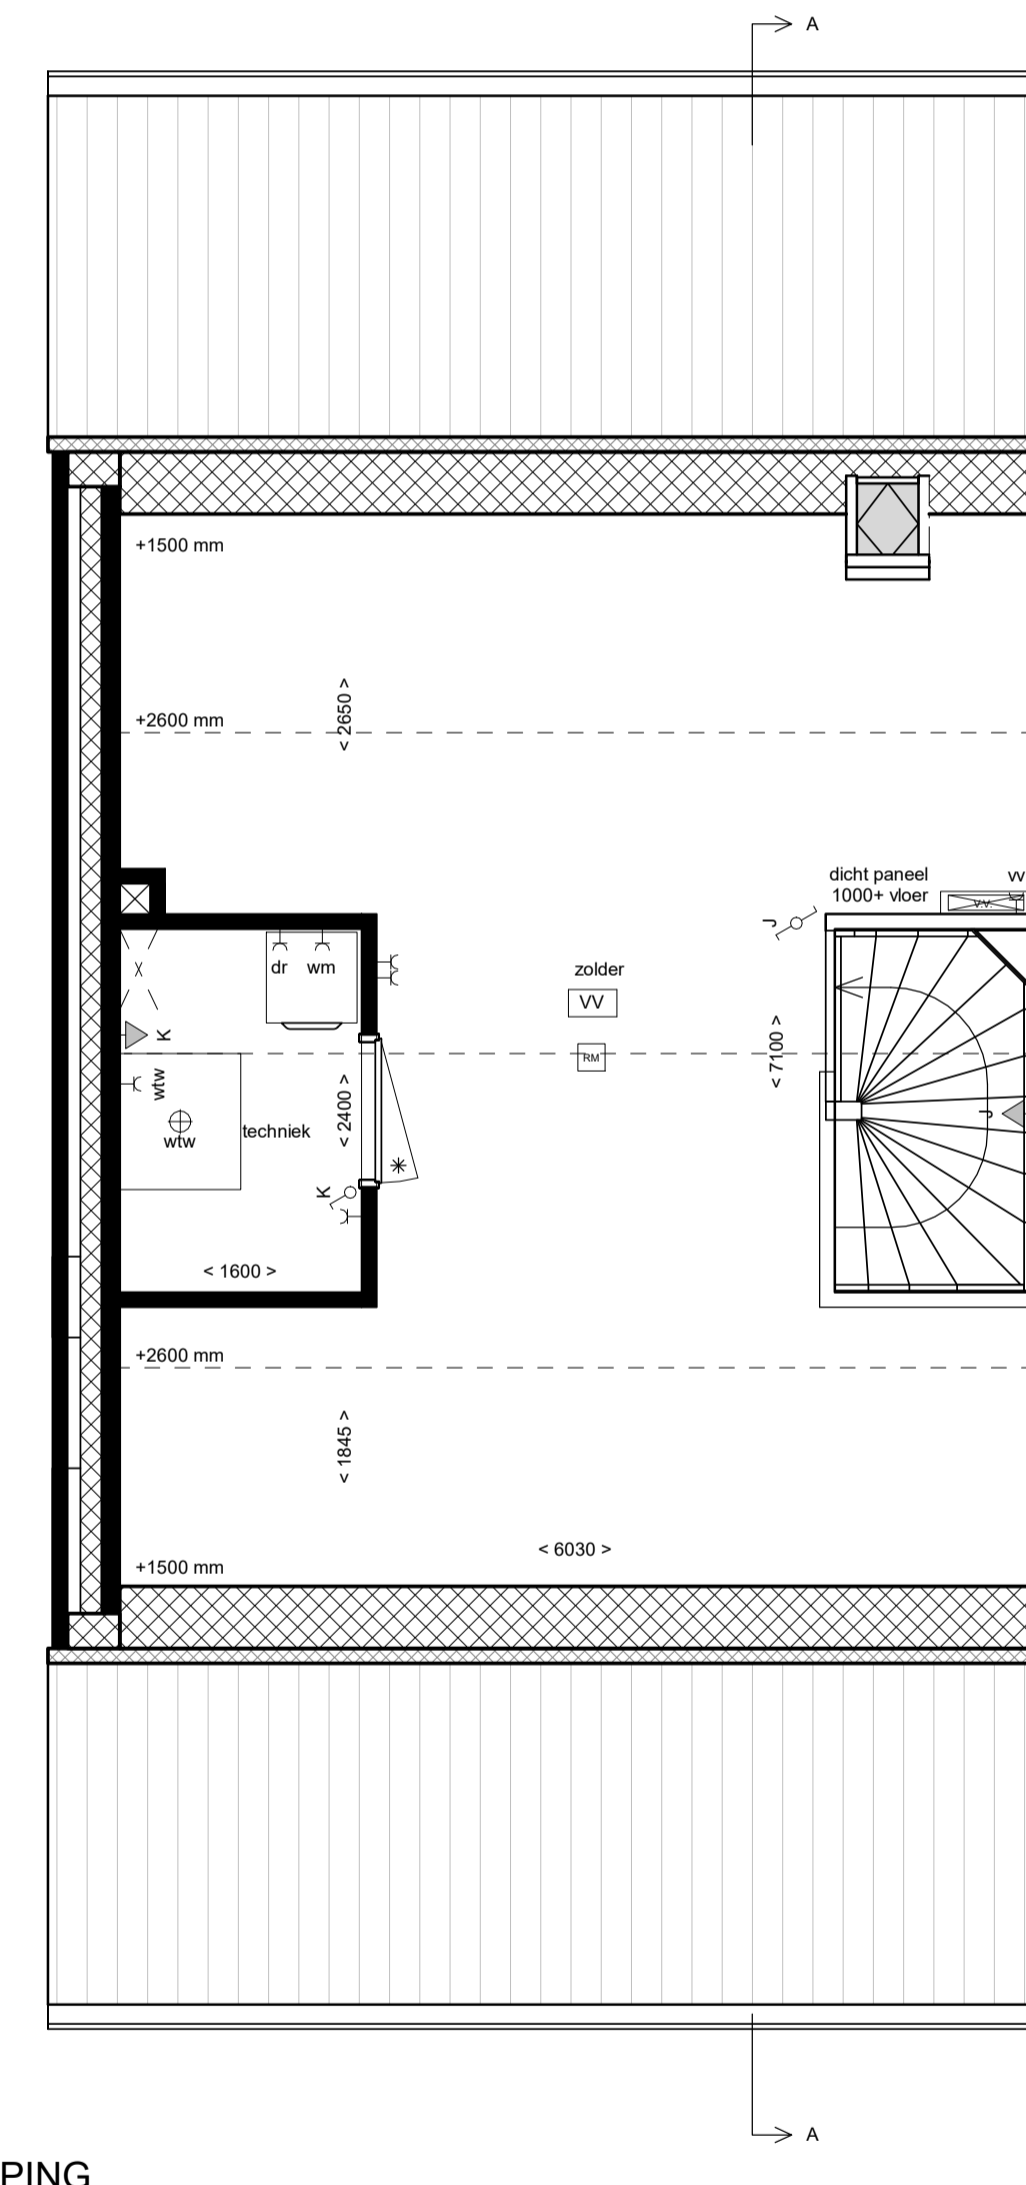 A
+1500 mm
+2600 mm
< 2650 >
dicht paneel
1000+ vloer
vv
V.V.
J
dr
wm
zolder
VV
RM
K
wtw
wtw
techniek
< 2400 >
< 7100 >
J
K
< 1600 >
+2600 mm
< 1845 >
< 6030 >
+1500 mm
A
PING